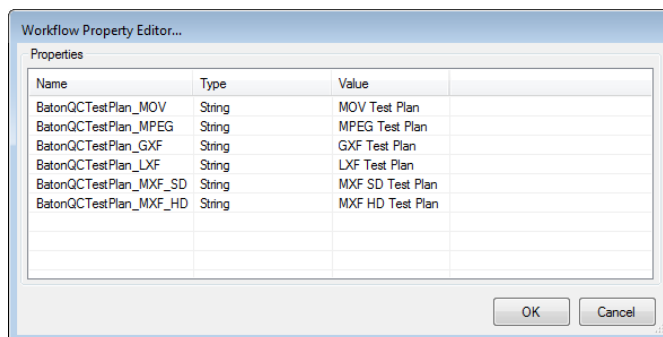 Workflow Property Editor...
Properties
Name Type Value
BatonQCTestPlan_MOV String MOV Test Plan
BatonQCTestPlan_MPEG String MPEG Test Plan
BatonQCTestPlan_GXF String GXF Test Plan
BatonQCTestPlan_LXF String LXF Test Plan
BatonQCTestPlan_MXF_SD String MXF SD Test Plan
BatonQCTestPlan_MXF_HD String MXF HD Test Plan
OK Cancel